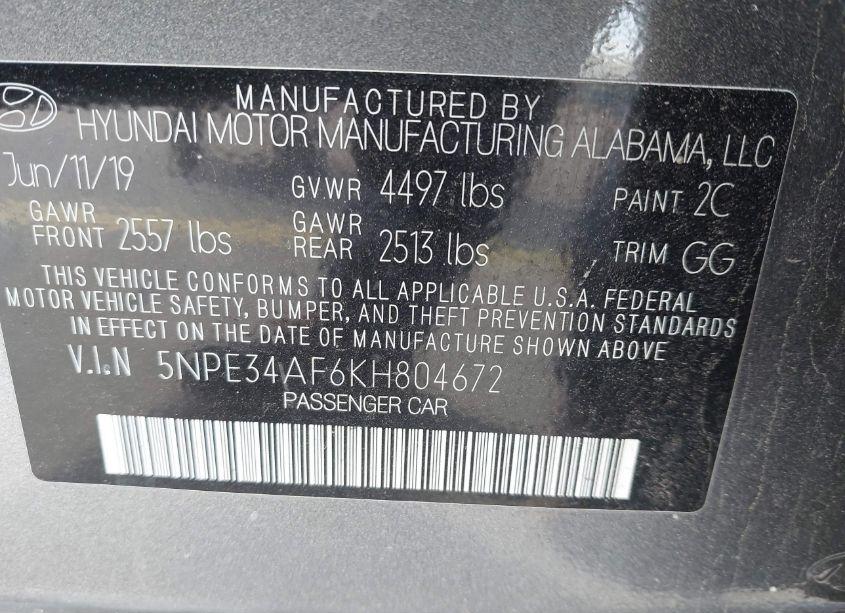 MANUFACTURED BY
HYUNDAI MOTOR MANUFACTURING ALABAMA, LLC
Jun/11/19 GVWR 4497 lbs PAINT 2C
GAWR FRONT 2557 lbs GAWR REAR 2513 lbs TRIM GG
THIS VEHICLE CONFORMS TO ALL APPLICABLE U.S.A. FEDERAL
MOTOR VEHICLE SAFETY, BUMPER, AND THEFT PREVENTION STANDARDS
IN EFFECT ON THE DATE OF MANUFACTURE SHOWN ABOVE
V.I.N 5NPE34AF6KH804672
PASSENGER CAR